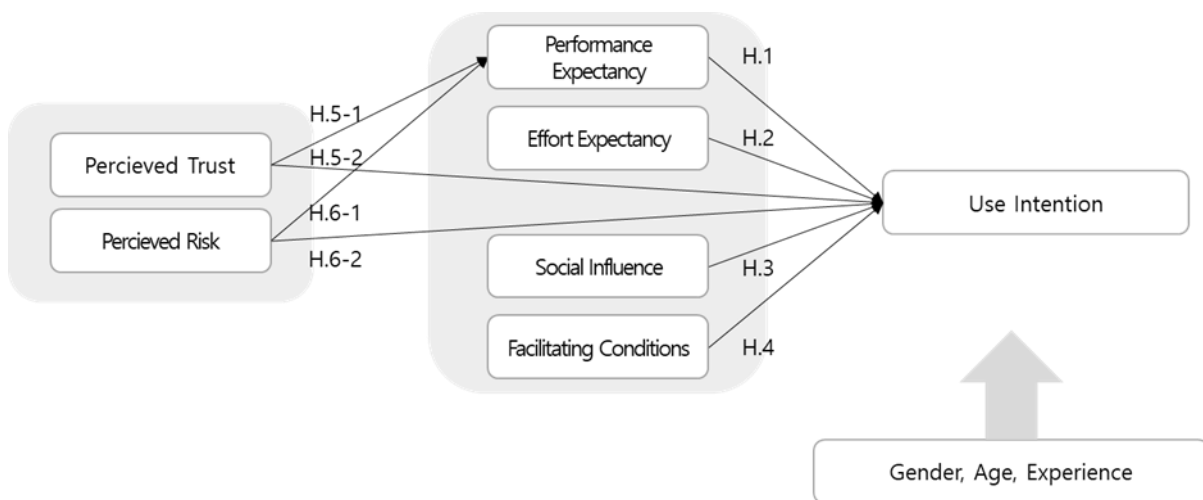 Performance
Expectancy
H.1
H.5-1
Effort Expectancy
H.2
Percieved Trust
H.5-2
Use Intention
Percieved Risk
H.6-1
H.6-2
Social Influence
H.3
Facilitating Conditions
H.4
Gender, Age, Experience